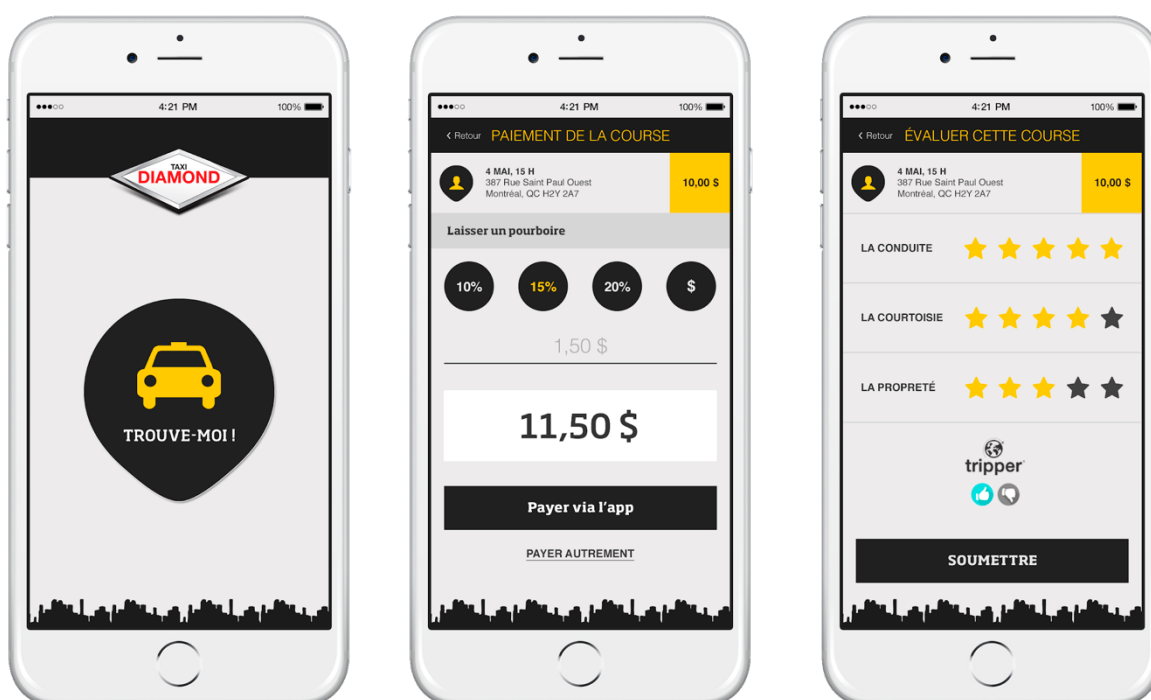 4:21 PM
100%
TAXI
DIAMOND
TROUVE-MOI !
4:21 PM
100%
< Retour PAIEMENT DE LA COURSE
4 MAI, 15 H
387 Rue Saint Paul Ouest
Montréal, QC H2Y 2A7
10,00 $
Laisser un pourboire
10% 15% 20% $
1,50 $
11,50 $
Payer via l'app
PAYER AUTREMENT
4:21 PM
100%
< Retour ÉVALUER CETTE COURSE
4 MAI, 15 H
387 Rue Saint Paul Ouest
Montréal, QC H2Y 2A7
10,00 $
LA CONDUITE
LA COURTOISIE
LA PROPRETÉ
tripper
SOUMETTRE